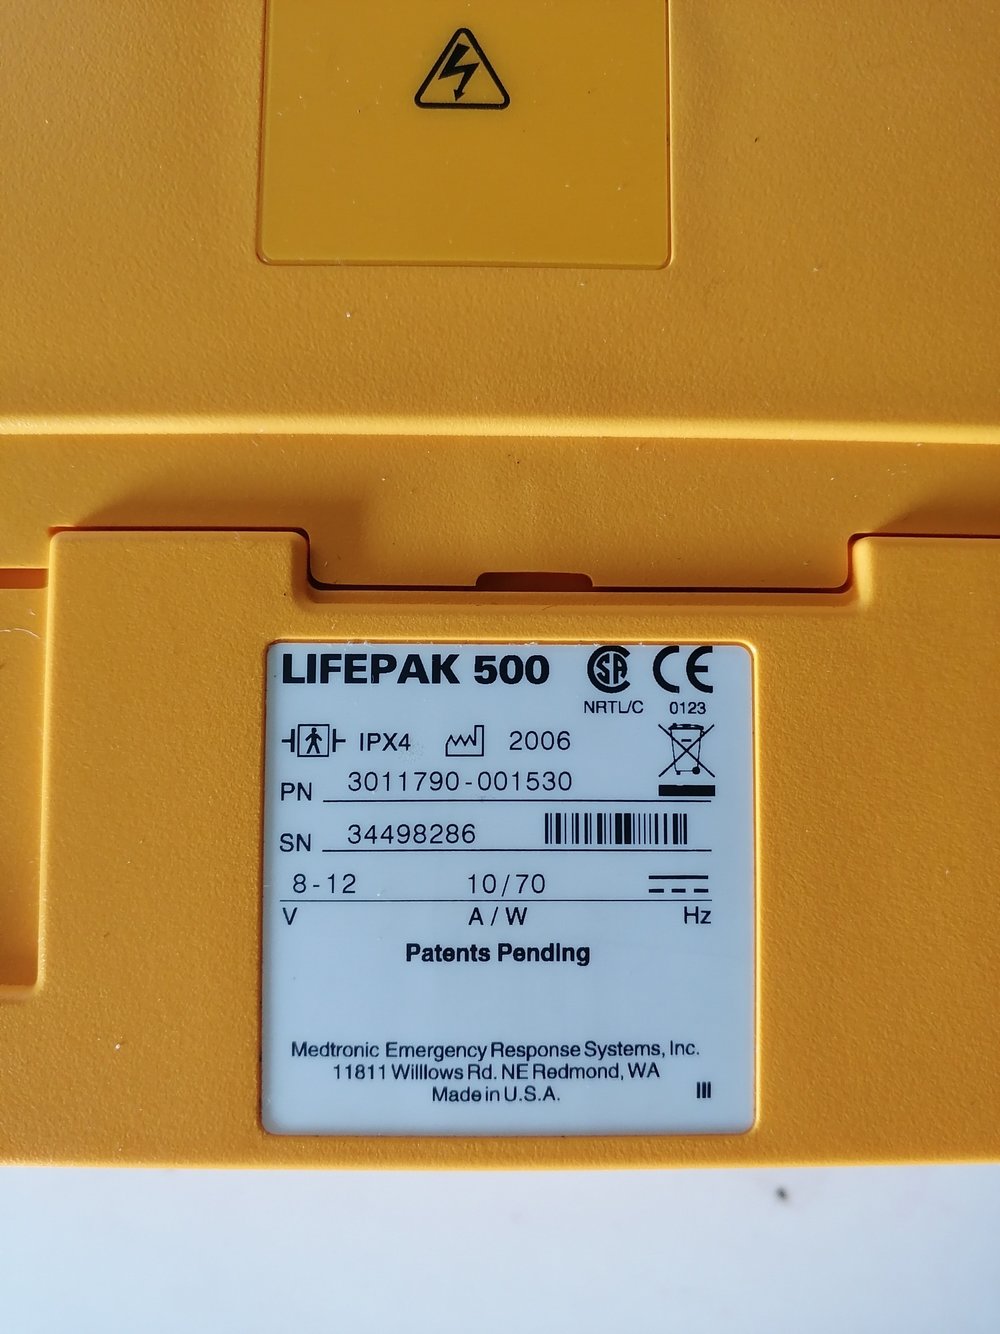 LIFEPAK 500
NRTL/C 0123
IPX4 2006
PN 3011790-001530
SN 34498286
8-12 10/70
V A/W Hz
Patents Pending
Medtronic Emergency Response Systems, Inc.
11811 Willlows Rd. NE Redmond, WA
Made in U.S.A.
III